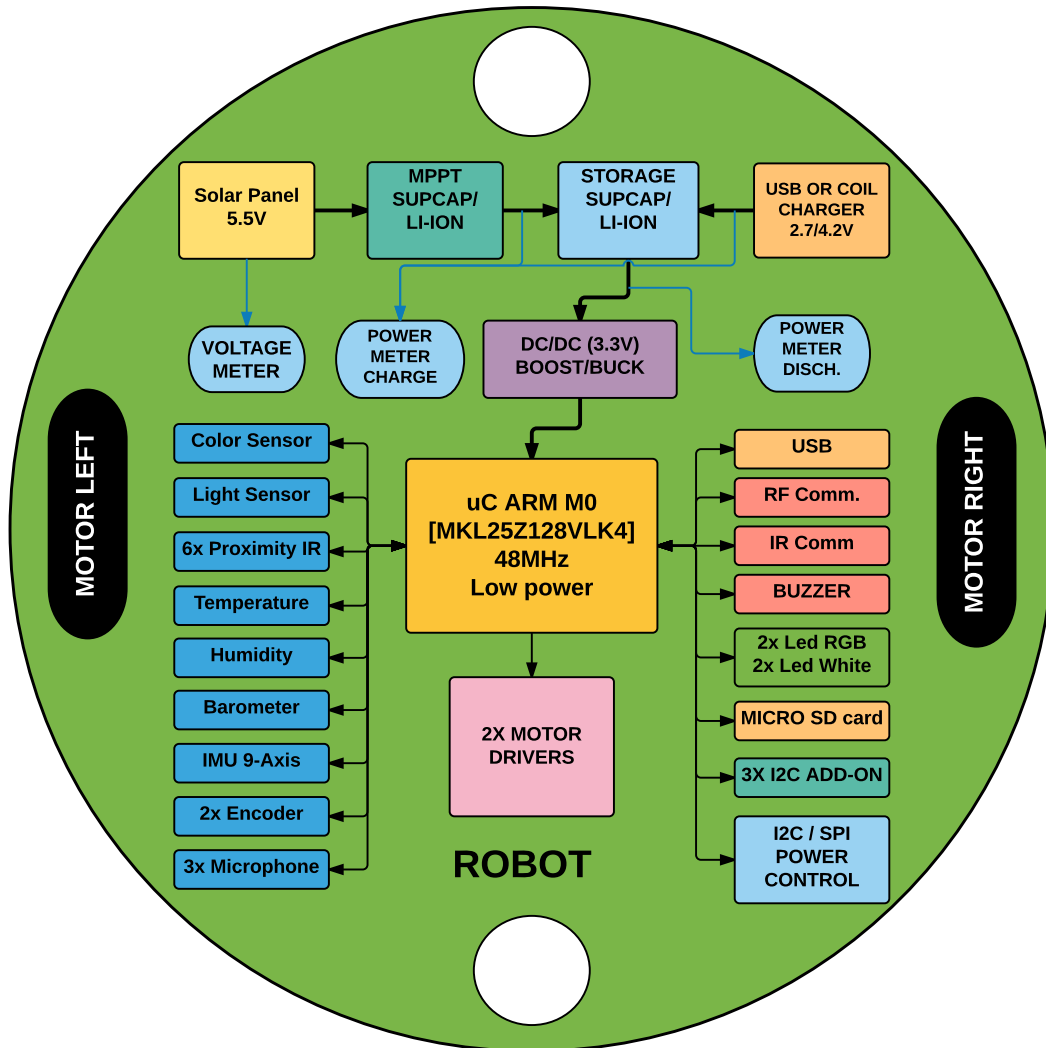 Solar Panel
5.5V
MPPT
SUPCAP/
LI-ION
STORAGE
SUPCAP/
LI-ION
USB OR COIL
CHARGER
2.7/4.2V
VOLTAGE
METER
POWER
METER
CHARGE
DC/DC (3.3V)
BOOST/BUCK
POWER
METER
DISCH.
MOTOR LEFT
Color Sensor
Light Sensor
6x Proximity IR
Temperature
Humidity
Barometer
IMU 9-Axis
2x Encoder
3x Microphone
uC ARM M0
[MKL25Z128VLK4]
48MHz
Low power
2X MOTOR
DRIVERS
ROBOT
USB
RF Comm.
IR Comm
BUZZER
2x Led RGB
2x Led White
MICRO SD card
3X I2C ADD-ON
I2C / SPI
POWER
CONTROL
MOTOR RIGHT